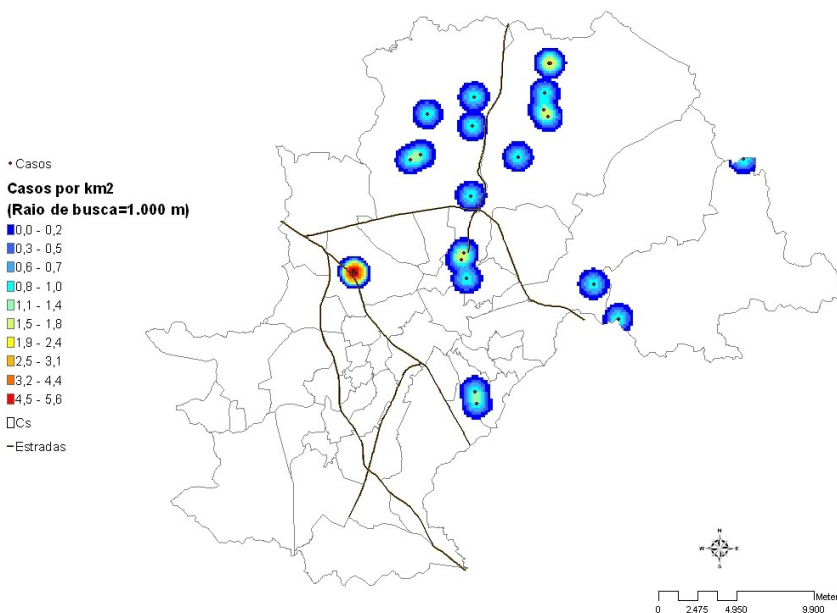 Casos
Casos por km2
(Raio de busca=1.000 m)
0,0 - 0,2
0,3 - 0,5
0,6 - 0,7
0,8 - 1,0
1,1 - 1,4
1,5 - 1,8
1,9 - 2,4
2,5 - 3,1
3,2 - 4,4
4,5 - 5,6
Cs
Estradas
N
W E
S
Meters
0 2.475 4.950 9.900